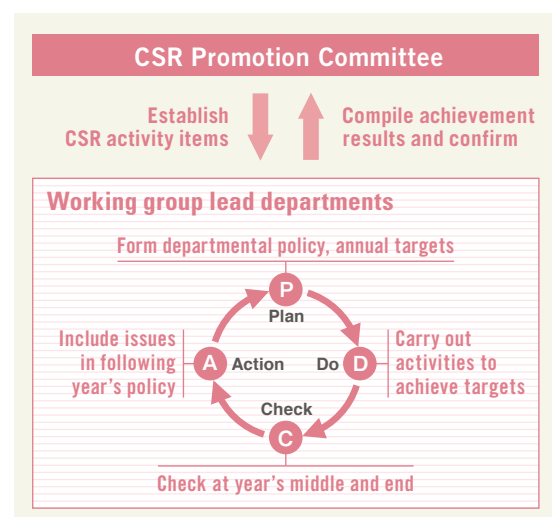 CSR Promotion Committee
Establish
CSR activity items
Compile achievement
results and confirm
Working group lead departments
Form departmental policy, annual targets
P
Plan
Include issues
in following
year's policy
A
Action
Do
D
Carry out
activities to
achieve targets
Check
C
Check at year's middle and end